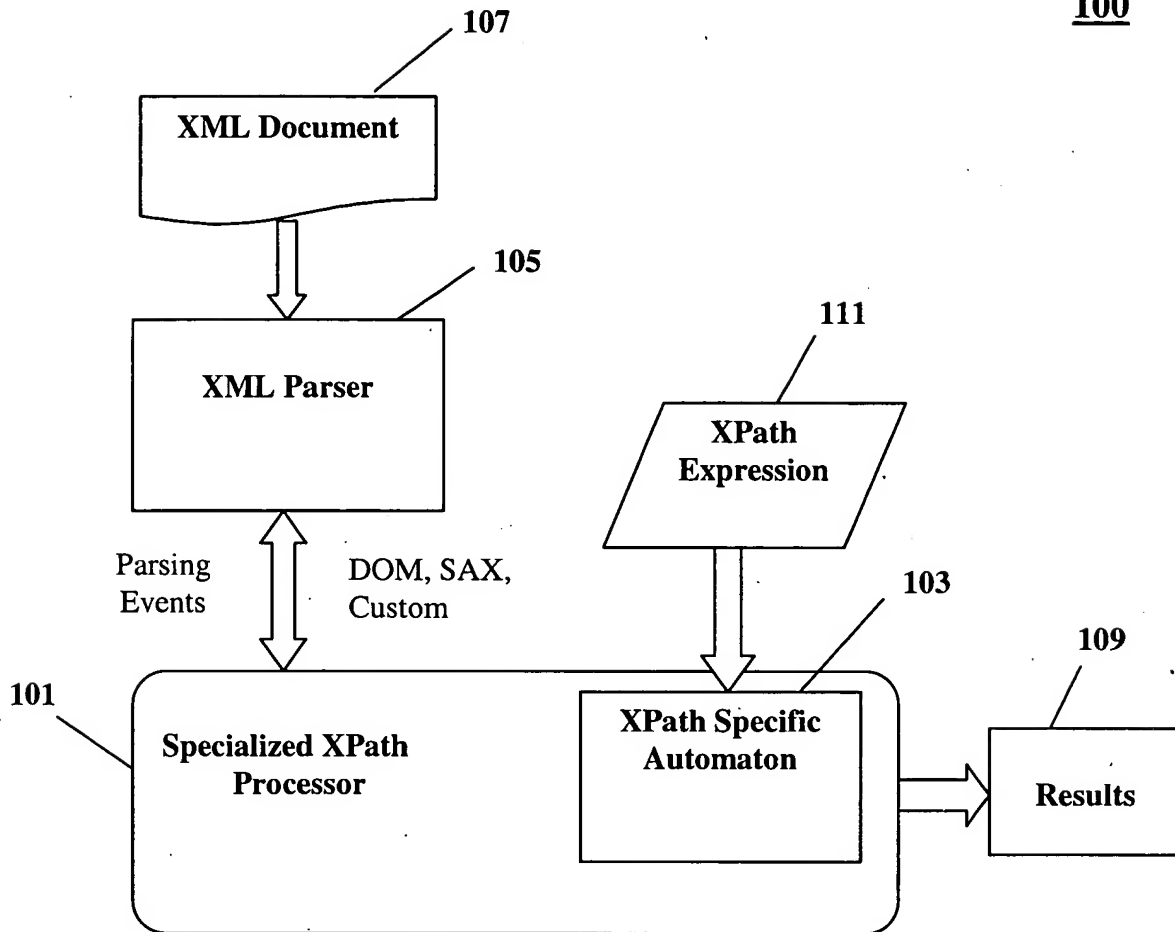 100
107
XML Document
105
XML Parser
111
XPath
Expression
Parsing
Events
DOM, SAX,
Custom
103
101
109
Specialized XPath
Processor
XPath Specific
Automaton
Results